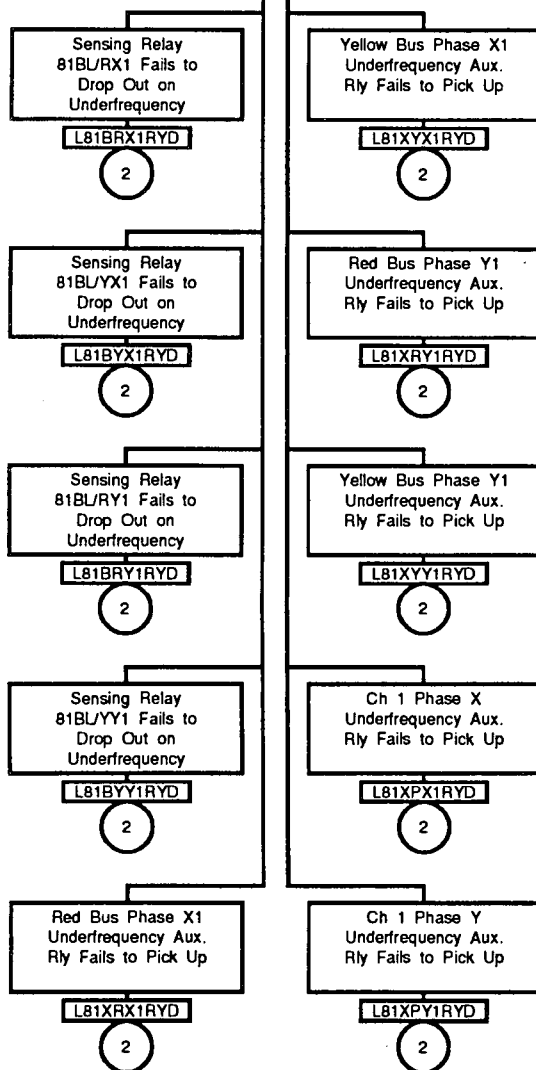 Sensing Relay
81BL/RX1 Fails to
Drop Out on
Underfrequency
L81BRX1RYD
2
Yellow Bus Phase X1
Underfrequency Aux.
Rly Fails to Pick Up
L81XYX1RYD
2
Sensing Relay
81BL/YX1 Fails to
Drop Out on
Underfrequency
L81BYX1RYD
2
Red Bus Phase Y1
Underfrequency Aux.
Rly Fails to Pick Up
L81XRY1RYD
2
Sensing Relay
81BL/RY1 Fails to
Drop Out on
Underfrequency
L81BRY1RYD
2
Yellow Bus Phase Y1
Underfrequency Aux.
Rly Fails to Pick Up
L81XYY1RYD
2
Sensing Relay
81BL/YY1 Fails to
Drop Out on
Underfrequency
L81BYY1RYD
2
Ch 1 Phase X
Underfrequency Aux.
Rly Fails to Pick Up
L81XPX1RYD
2
Red Bus Phase X1
Underfrequency Aux.
Rly Fails to Pick Up
L81XRX1RYD
2
Ch 1 Phase Y
Underfrequency Aux.
Rly Fails to Pick Up
L81XPY1RYD
2